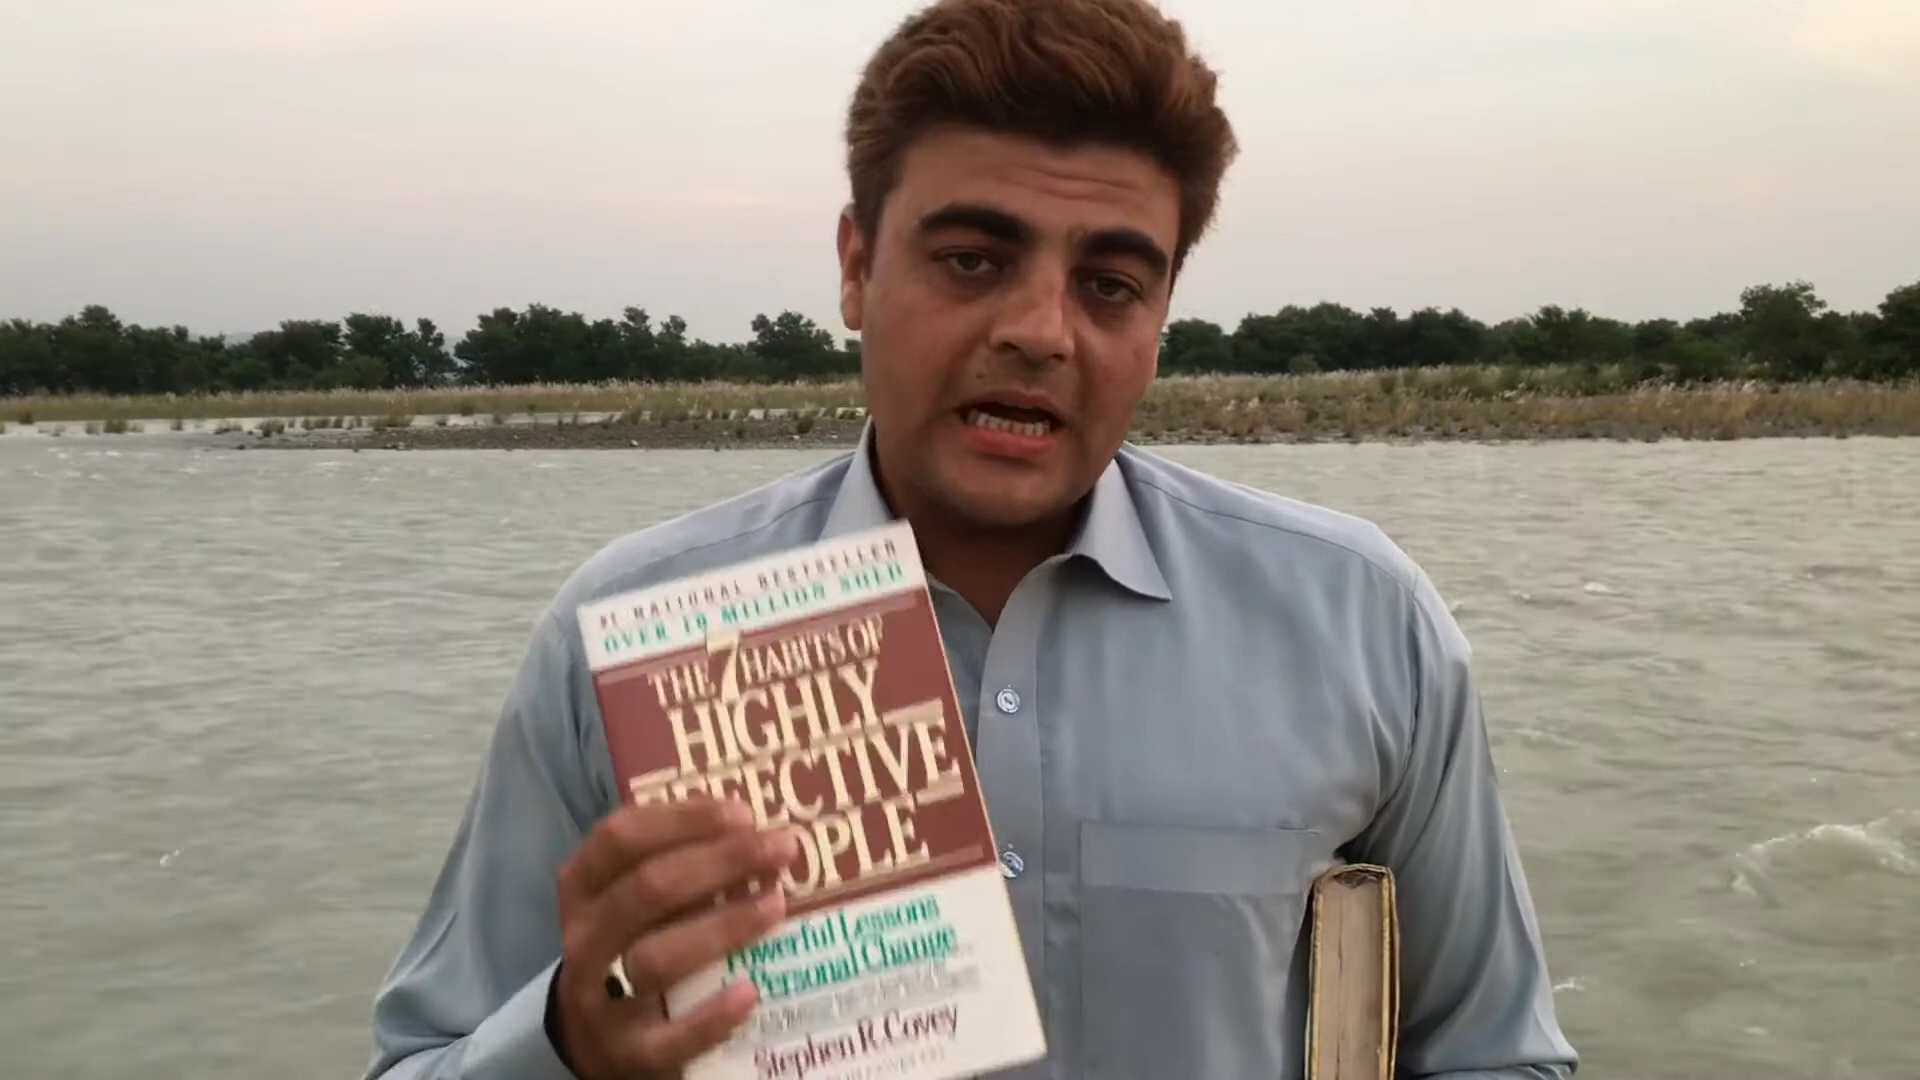 #1 NATIONAL BESTSELLER
OVER 10 MILLION SOLD
THE 7 HABITS OF
HIGHLY
EFFECTIVE
PEOPLE
Powerful Lessons
Personal Change
Stephen R. Covey